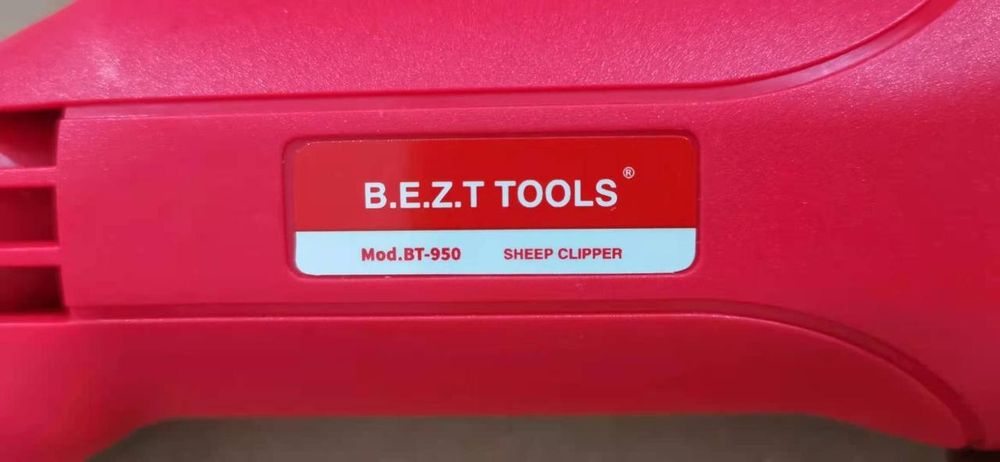 B.E.Z.T TOOLS®
Mod.BT-950 SHEEP CLIPPER